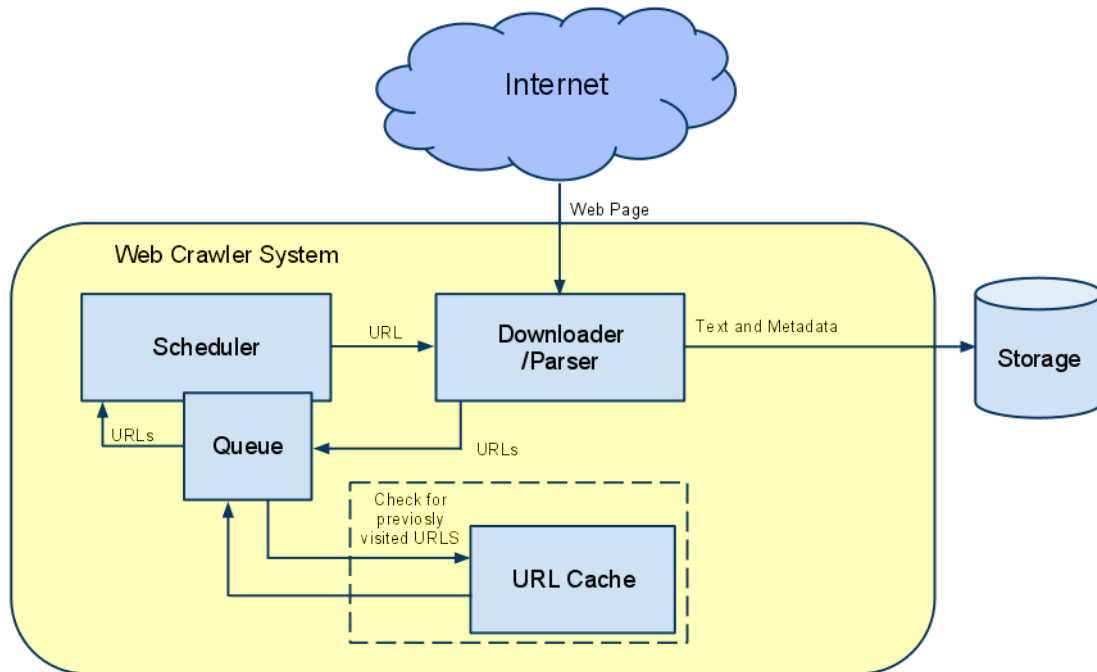 Internet
Web Page
Web Crawler System
Scheduler
URL
Downloader
/Parser
Text and Metadata
Storage
URLs
Queue
URLs
Check for
previosly
visited URLS
URL Cache